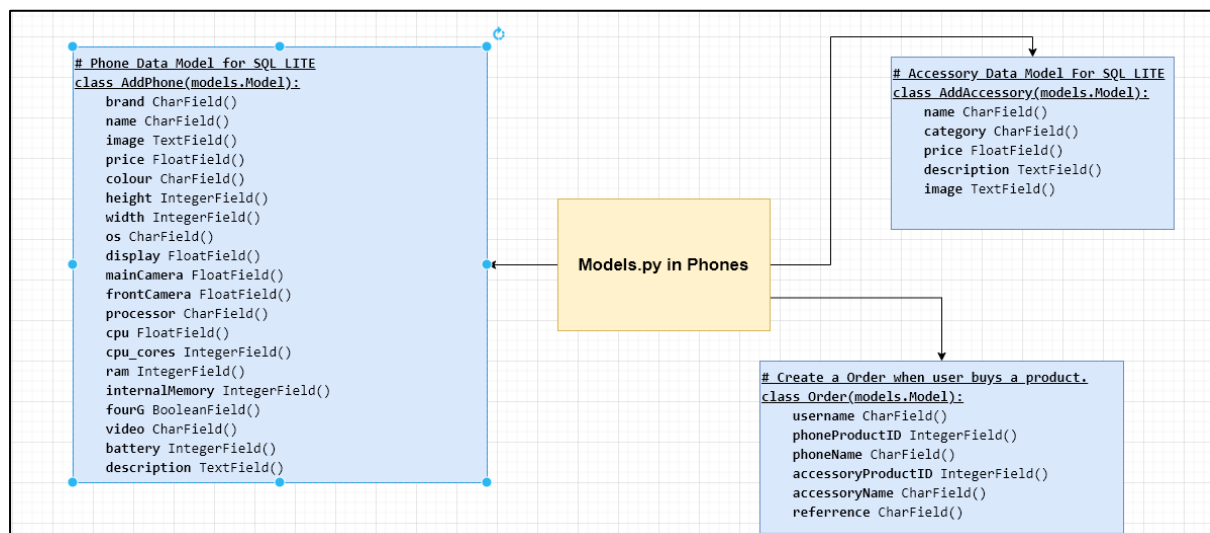 # Phone Data Model for SQL LITE
class AddPhone(models.Model):
brand CharField()
name CharField()
image TextField()
price FloatField()
colour CharField()
height IntegerField()
width IntegerField()
os CharField()
display FloatField()
mainCamera FloatField()
frontCamera FloatField()
processor CharField()
cpu FloatField()
cpu_cores IntegerField()
ram IntegerField()
internalMemory IntegerField()
fourG BooleanField()
video CharField()
battery IntegerField()
description TextField()
Models.py in Phones
# Accessory Data Model For SQL LITE
class AddAccessory(models.Model):
name CharField()
category CharField()
price FloatField()
description TextField()
image TextField()
# Create a Order when user buys a product.
class Order(models.Model):
username CharField()
phoneProductID IntegerField()
phoneName CharField()
accessoryProductID IntegerField()
accessoryName CharField()
referrence CharField()